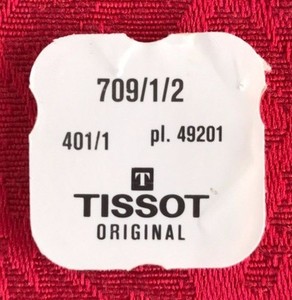 709/1/2
401/1 pl. 49201
T
TISSOT
ORIGINAL